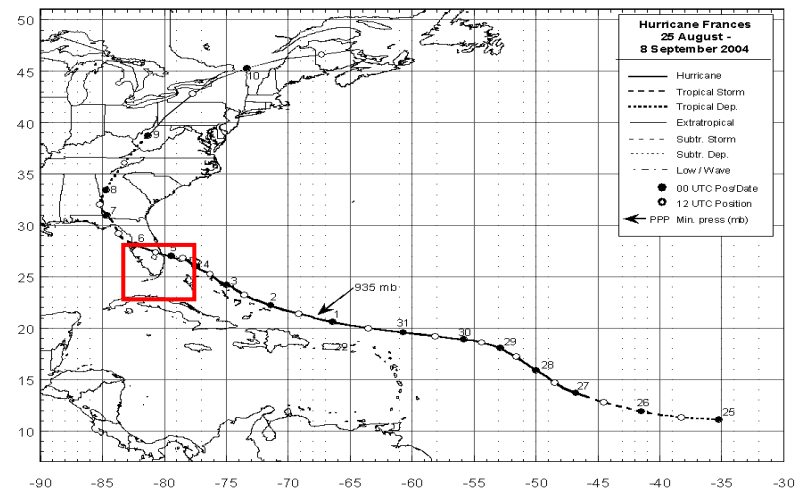 Hurricane Frances
25 August -
8 September 2004
Hurricane
Tropical Storm
Tropical Dep.
Extratropical
Subtr. Storm
Subtr. Dep.
Low / Wave
00 UTC Pos/Date
12 UTC Position
PPP Min. press (mb)
50
45
40
35
30
25
20
15
10
10
9
8
7
6
5
4
3
2
935 mb
1
31
30
29
28
27
26
25
-90
-85
-80
-75
-70
-65
-60
-55
-50
-45
-40
-35
-30